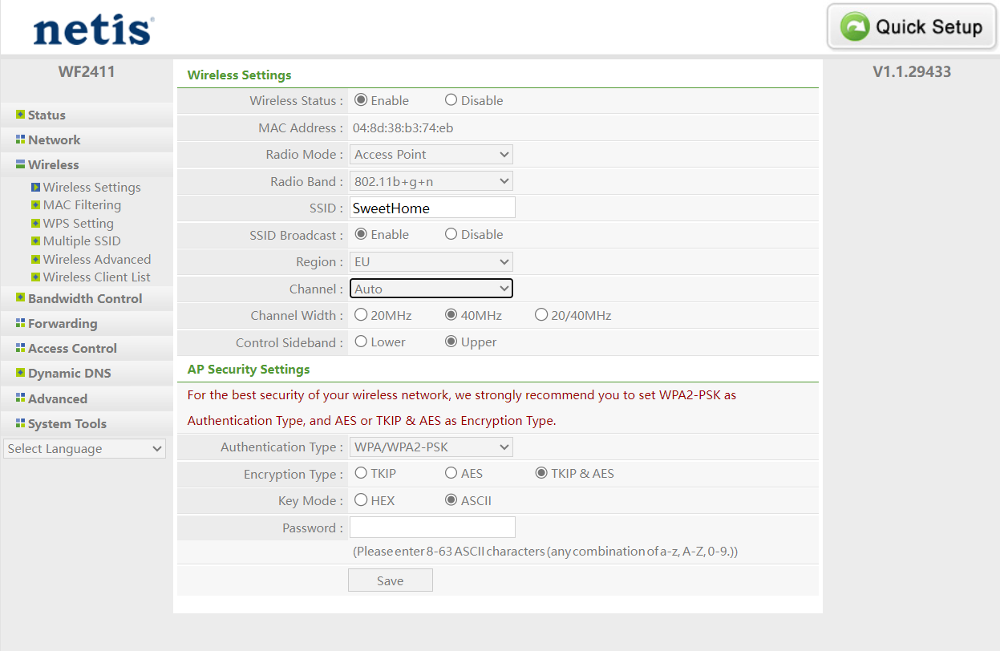 netis
Quick Setup
WF2411
V1.1.29433
Status
Network
Wireless
Wireless Settings
MAC Filtering
WPS Setting
Multiple SSID
Wireless Advanced
Wireless Client List
Bandwidth Control
Forwarding
Access Control
Dynamic DNS
Advanced
System Tools
Select Language
Wireless Settings
Wireless Status : Enable Disable
MAC Address : 04:8d:38:b3:74:eb
Radio Mode : Access Point
Radio Band : 802.11b+g+n
SSID : SweetHome
SSID Broadcast : Enable Disable
Region : EU
Channel : Auto
Channel Width : 20MHz 40MHz 20/40MHz
Control Sideband : Lower Upper
AP Security Settings
For the best security of your wireless network, we strongly recommend you to set WPA2-PSK as
Authentication Type, and AES or TKIP & AES as Encryption Type.
Authentication Type : WPA/WPA2-PSK
Encryption Type : TKIP AES TKIP & AES
Key Mode : HEX ASCII
Password :
(Please enter 8-63 ASCII characters (any combination of a-z, A-Z, 0-9.))
Save